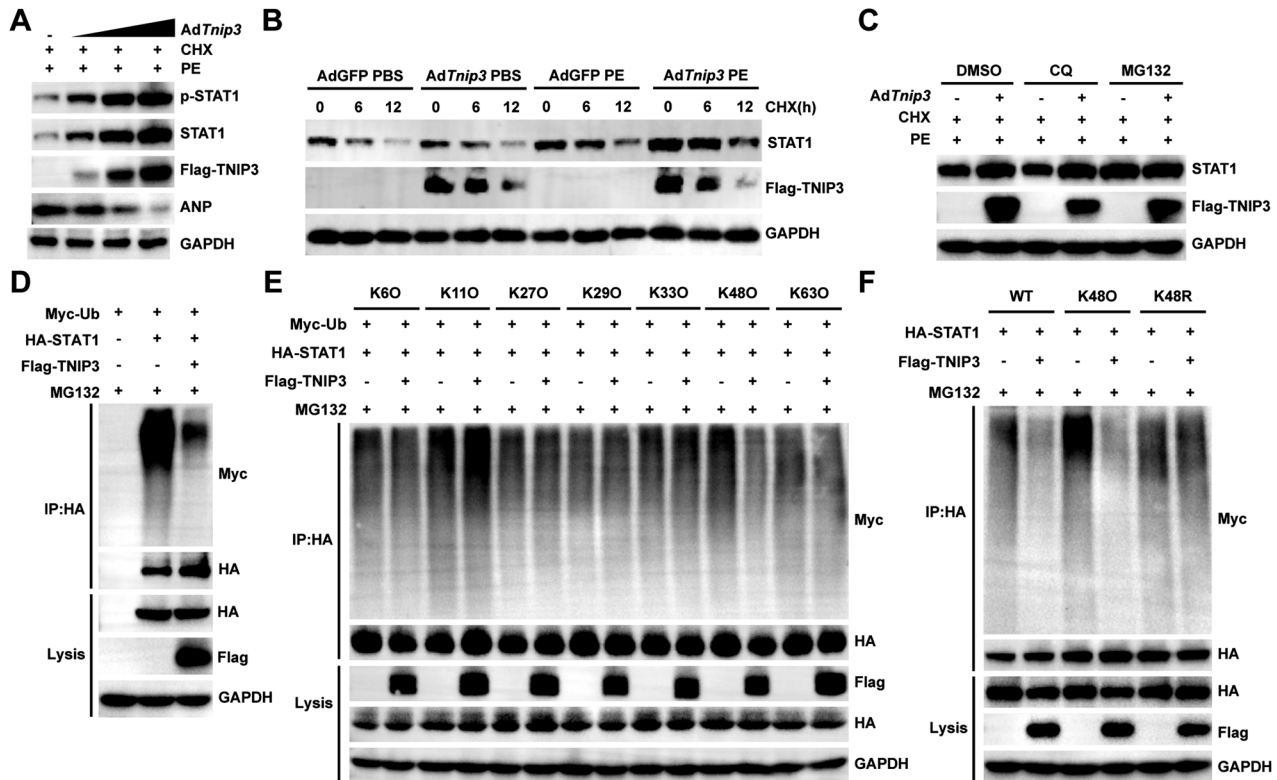 A
- AdTnip3
+ + + + CHX
+ + + + PE
p-STAT1
STAT1
Flag-TNIP3
ANP
GAPDH
B
AdGFP PBS AdTnip3 PBS AdGFP PE AdTnip3 PE
0 6 12 0 6 12 0 6 12 0 6 12 CHX(h)
STAT1
Flag-TNIP3
GAPDH
C
DMSO CQ MG132
AdTnip3 - + - + - +
CHX + + + + + +
PE + + + + + +
STAT1
Flag-TNIP3
GAPDH
D
Myc-Ub + + +
HA-STAT1 - + +
Flag-TNIP3 - - +
MG132 + + +
IP:HA
Myc
HA
Lysis
HA
Flag
GAPDH
E
K6O K11O K27O K29O K33O K48O K63O
Myc-Ub + + + + + + + + + + + + + +
HA-STAT1 + + + + + + + + + + + + + +
Flag-TNIP3 - + - + - + - + - + - + - +
MG132 + + + + + + + + + + + + + +
IP:HA
Myc
HA
Lysis
Flag
HA
GAPDH
F
WT K48O K48R
HA-STAT1 + + + + + +
Flag-TNIP3 - + - + - +
MG132 + + + + + +
IP:HA
Myc
HA
Lysis
HA
Flag
GAPDH